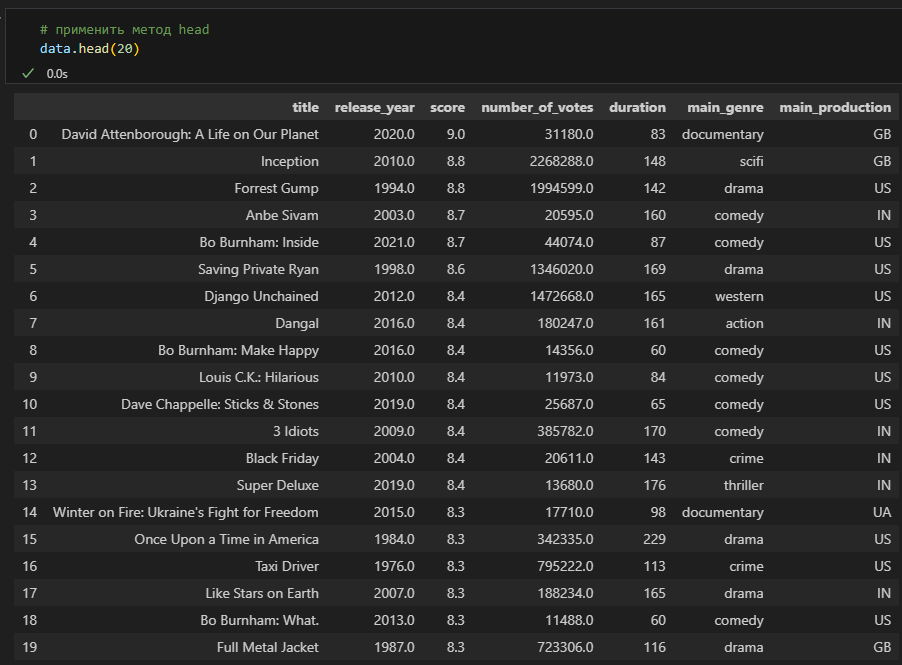 # применить метод head
data.head(20)
0.0s
title release_year score number_of_votes duration main_genre main_production
0 David Attenborough: A Life on Our Planet 2020.0 9.0 31180.0 83 documentary GB
1 Inception 2010.0 8.8 2268288.0 148 scifi GB
2 Forrest Gump 1994.0 8.8 1994599.0 142 drama US
3 Anbe Sivam 2003.0 8.7 20595.0 160 comedy IN
4 Bo Burnham: Inside 2021.0 8.7 44074.0 87 comedy US
5 Saving Private Ryan 1998.0 8.6 1346020.0 169 drama US
6 Django Unchained 2012.0 8.4 1472668.0 165 western US
7 Dangal 2016.0 8.4 180247.0 161 action IN
8 Bo Burnham: Make Happy 2016.0 8.4 14356.0 60 comedy US
9 Louis C.K.: Hilarious 2010.0 8.4 11973.0 84 comedy US
10 Dave Chappelle: Sticks & Stones 2019.0 8.4 25687.0 65 comedy US
11 3 Idiots 2009.0 8.4 385782.0 170 comedy IN
12 Black Friday 2004.0 8.4 20611.0 143 crime IN
13 Super Deluxe 2019.0 8.4 13680.0 176 thriller IN
14 Winter on Fire: Ukraine's Fight for Freedom 2015.0 8.3 17710.0 98 documentary UA
15 Once Upon a Time in America 1984.0 8.3 342335.0 229 drama US
16 Taxi Driver 1976.0 8.3 795222.0 113 crime US
17 Like Stars on Earth 2007.0 8.3 188234.0 165 drama IN
18 Bo Burnham: What. 2013.0 8.3 11488.0 60 comedy US
19 Full Metal Jacket 1987.0 8.3 723306.0 116 drama GB